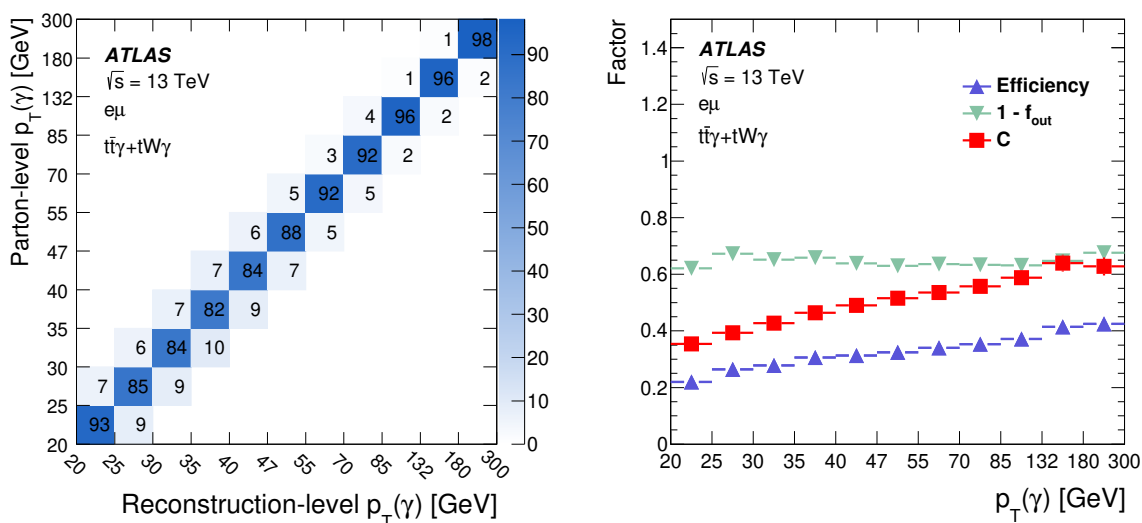 Parton-level p_T(γ) [GeV]
300
180
132
85
70
55
47
40
35
30
25
20
ATLAS
√s = 13 TeV
eμ
tt̄γ+tWγ
1 98
1 96 2
4 96 2
3 92 2
5 92 5
6 88 5
7 84 7
7 82 9
6 84 10
7 85 9
93 9
20 25 30 35 40 47 55 70 85 132 180 300
Reconstruction-level p_T(γ) [GeV]
90
80
70
60
50
40
30
20
10
0
Factor
1.4
1.2
1
0.8
0.6
0.4
0.2
0
ATLAS
√s = 13 TeV
eμ
tt̄γ+tWγ
Efficiency
1 - f_out
C
20 25 30 35 40 47 55 70 85 132 180 300
p_T(γ) [GeV]